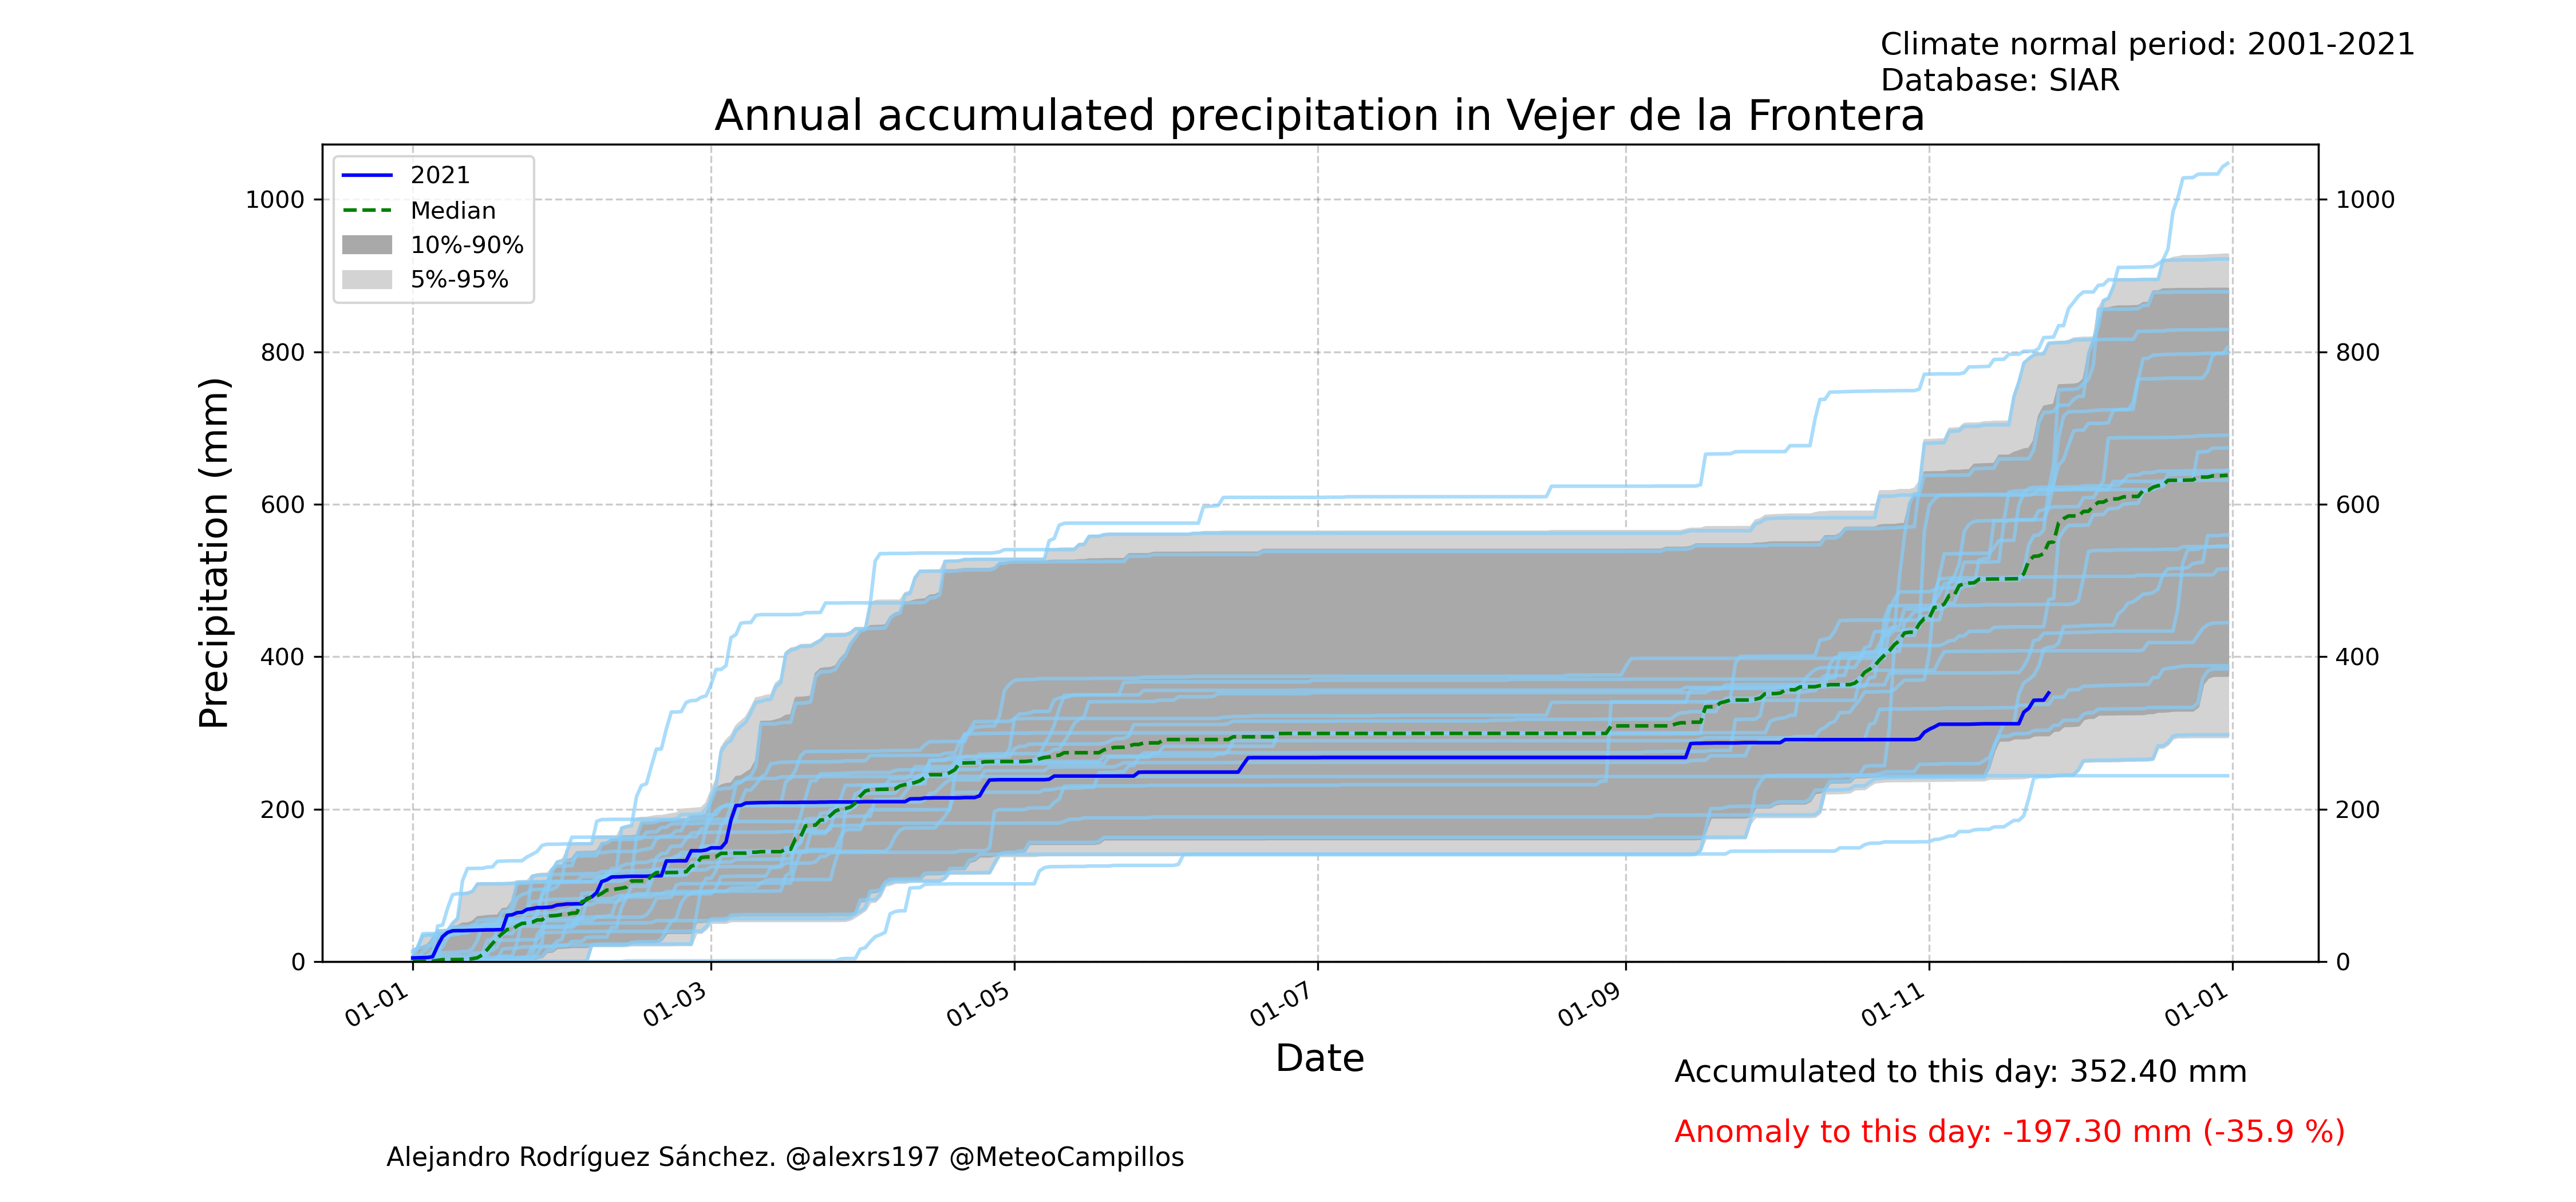 Climate normal period: 2001-2021
Database: SIAR
Annual accumulated precipitation in Vejer de la Frontera
2021
Median
10%-90%
5%-95%
Precipitation (mm)
1000
800
600
400
200
0
1000
800
600
400
200
0
01-01
01-03
01-05
01-07
01-09
01-11
01-01
Date
Accumulated to this day: 352.40 mm
Anomaly to this day: -197.30 mm (-35.9 %)
Alejandro Rodríguez Sánchez. @alexrs197 @MeteoCampillos